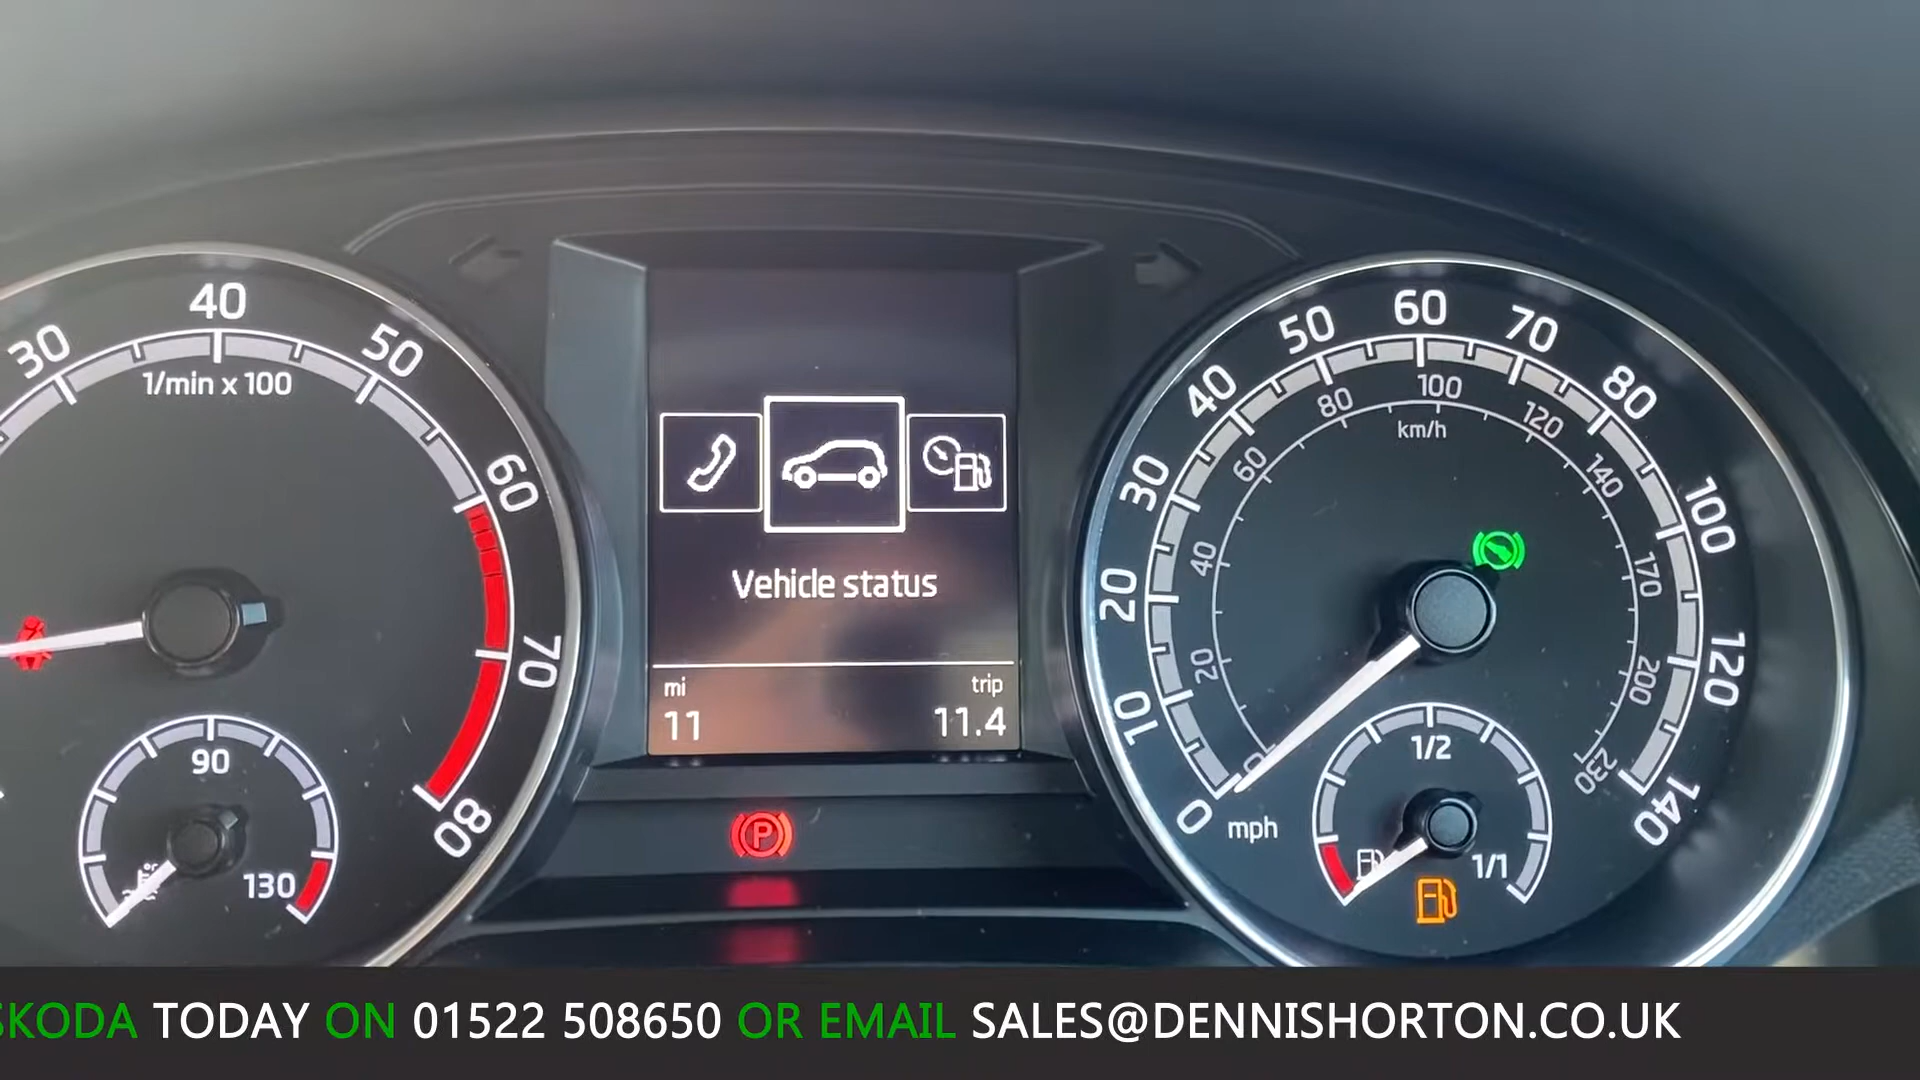 30 40 50 60 70 80
1/min x 100
90 130
Vehicle status
mi trip
11 11.4
0 10 20 30 40 50 60 70 80 100 120 140
mph
20 40 60 80 100 120 140 170 200 230
km/h
1/2
1/1
P
SKODA TODAY ON 01522 508650 OR EMAIL SALES@DENNISHORTON.CO.UK